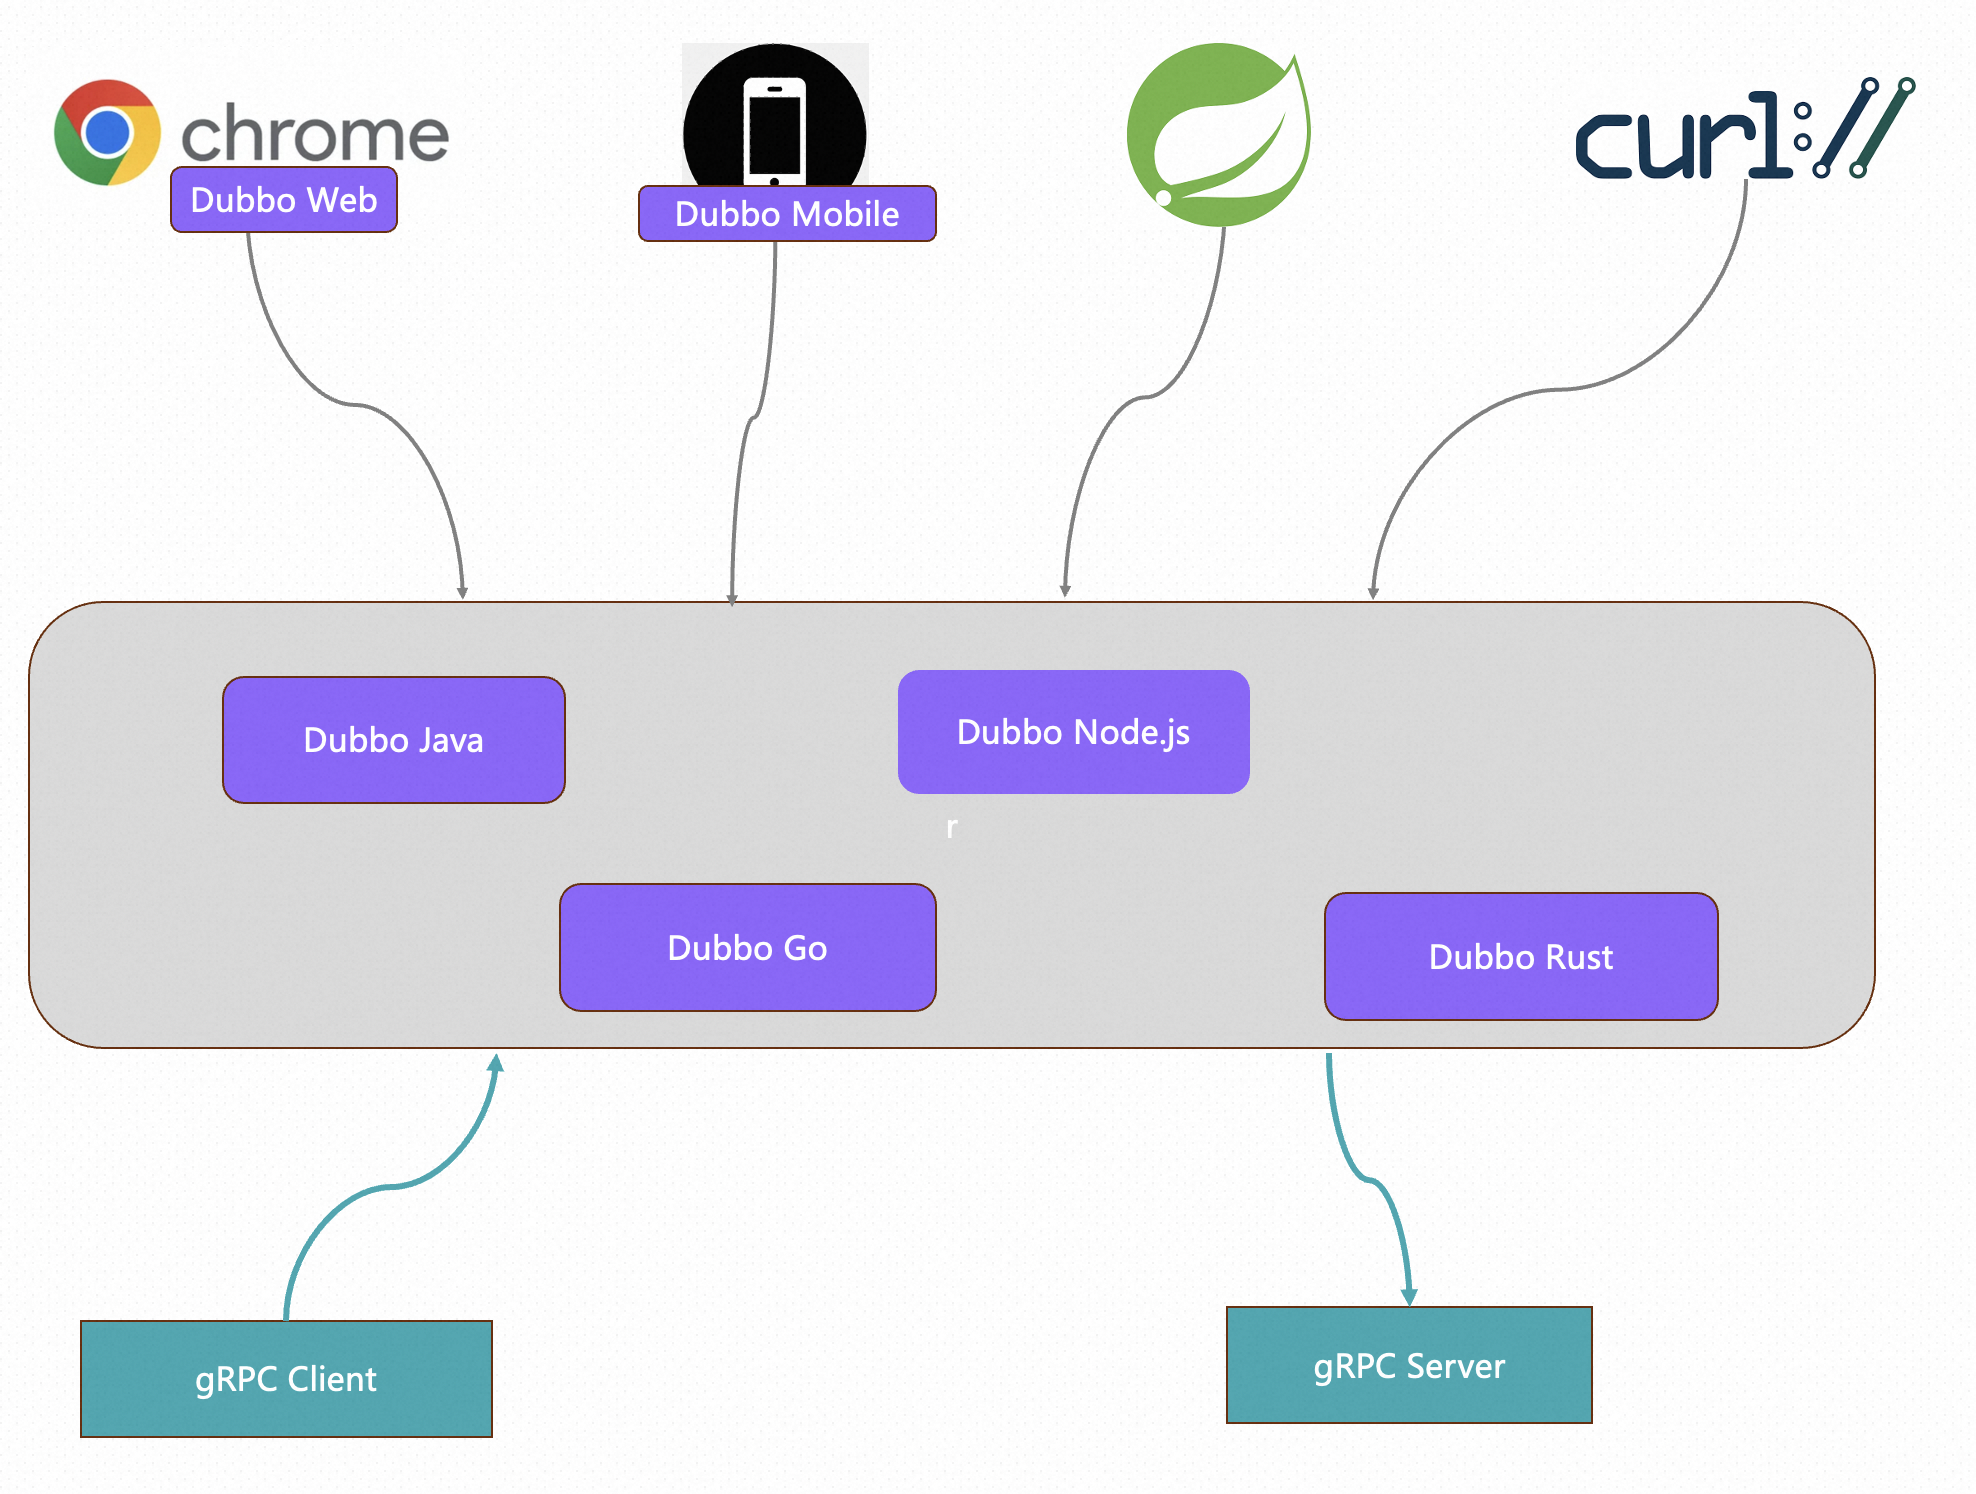 chrome
Dubbo Web
Dubbo Mobile
curl://
Dubbo Java
Dubbo Node.js
r
Dubbo Go
Dubbo Rust
gRPC Client
gRPC Server